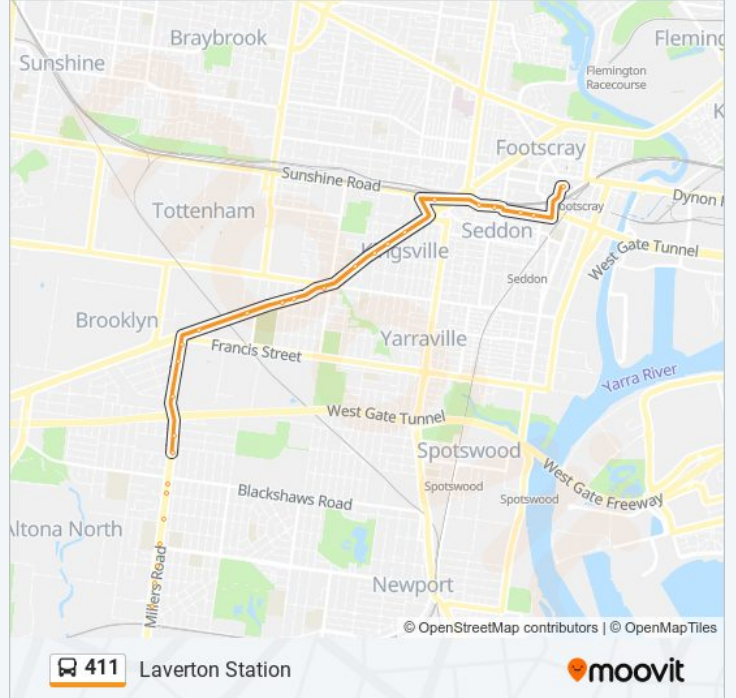 Braybrook
Fleming
Sunshine
Flemington
Racecourse
K
Footscray
Sunshine Road
Dynon R
Tottenham
ootscray
Seddon
West Gate Tunnel
Kingsville
Seddon
Brooklyn
Yarraville
Francis Street
Yarra River
West Gate Tunnel
Spotswood
West Gate Freeway
Spotswood
Spotswood
Blackshaws Road
Altona North
Millers Road
Newport
© OpenStreetMap contributors | © OpenMapTiles
411 Laverton Station
moovit